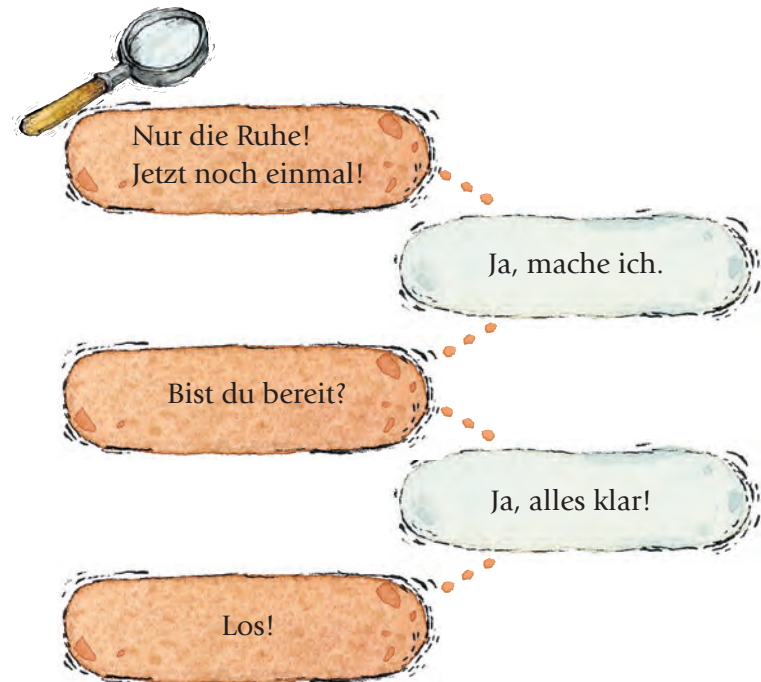 Nur die Ruhe!
Jetzt noch einmal!
Ja, mache ich.
Bist du bereit?
Ja, alles klar!
Los!